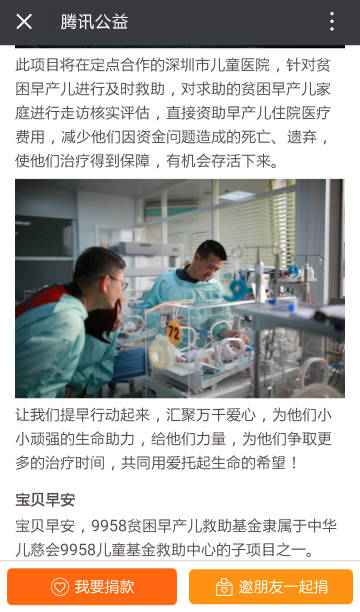 腾讯公益
此项目将在定点合作的深圳市儿童医院，针对贫
困早产儿进行及时救助，对求助的贫困早产儿家
庭进行走访核实评估，直接资助早产儿住院医疗
费用，减少他们因资金问题造成的死亡、遗弃，
使他们治疗得到保障，有机会存活下来。
72
让我们提早行动起来，汇聚万千爱心，为他们小
小顽强的生命助力，给他们力量，为他们争取更
多的治疗时间，共同用爱托起生命的希望！
宝贝早安
宝贝早安，9958贫困早产儿救助基金隶属于中华
儿慈会9958儿童基金救助中心的子项目之一。
我要捐款
邀朋友一起捐